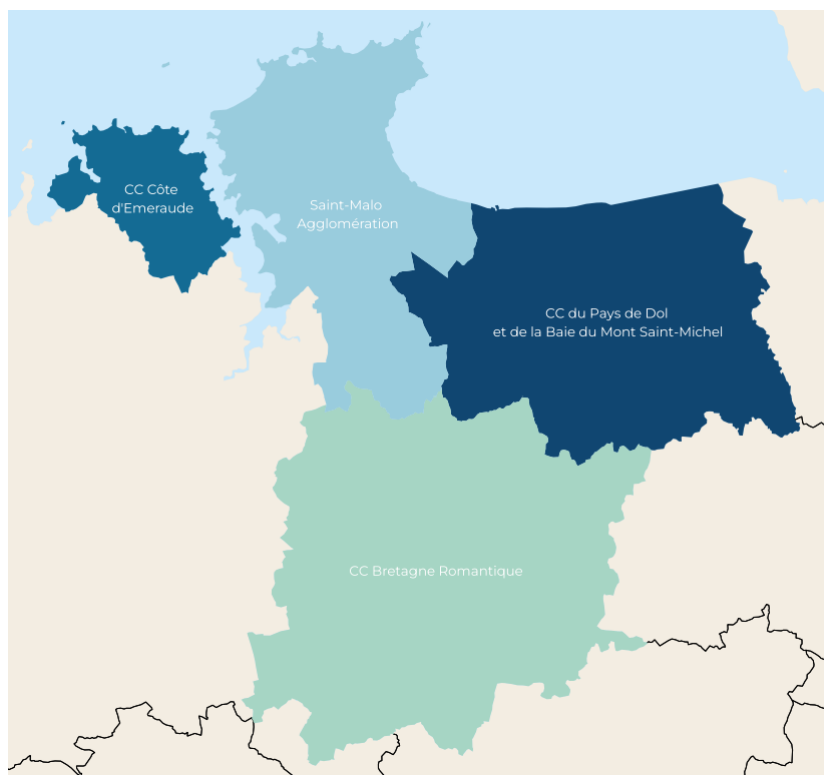 CC Côte
d'Emeraude
Saint-Malo
Agglomération
CC du Pays de Dol
et de la Baie du Mont Saint-Michel
CC Bretagne Romantique